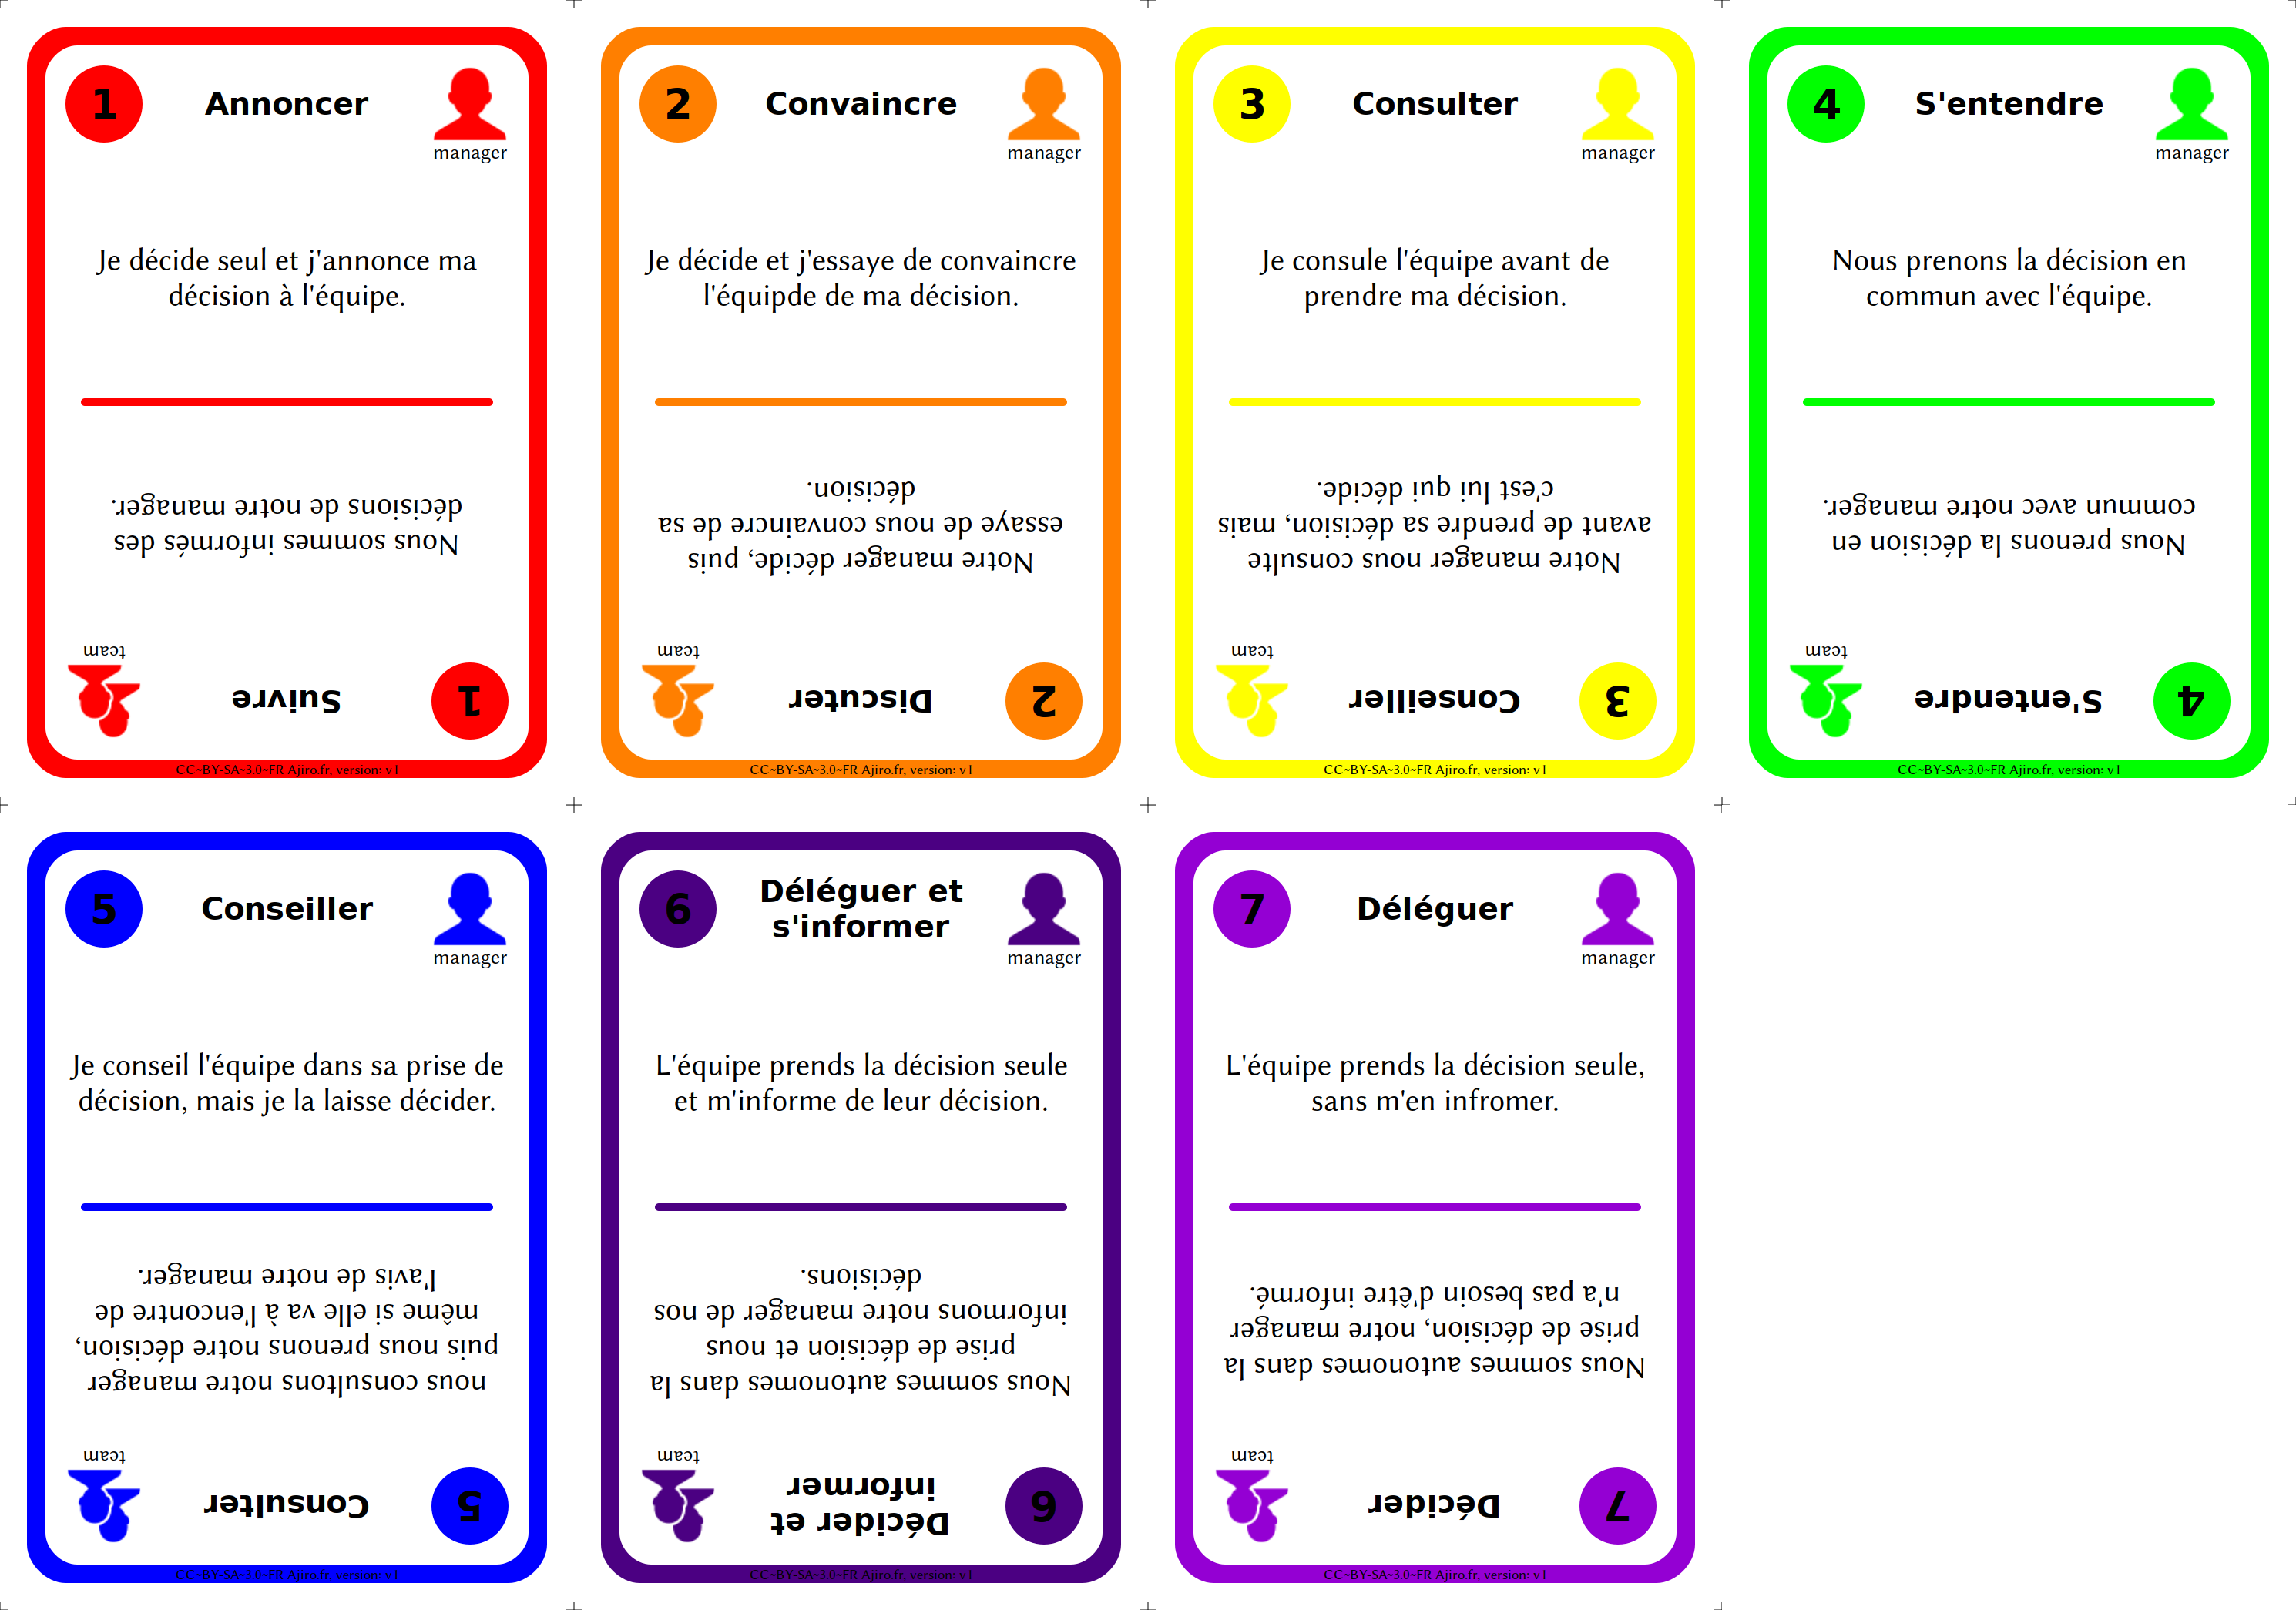 1
Annoncer
manager
Je décide seul et j'annonce ma
décision à l'équipe.
1
Suivre
team
Nous sommes informés des
décisions de notre manager.
CC~BY-SA~3.0~FR Ajiro.fr, version: v1
2
Convaincre
manager
Je décide et j'essaye de convaincre
l'équipde de ma décision.
2
Discuter
team
Notre manager décide, puis
essaye de nous convaincre de sa
décision.
CC~BY-SA~3.0~FR Ajiro.fr, version: v1
3
Consulter
manager
Je consule l'équipe avant de
prendre ma décision.
3
Conseiller
team
Notre manager nous consulte
avant de prendre sa décision, mais
c'est lui qui décide.
CC~BY-SA~3.0~FR Ajiro.fr, version: v1
4
S'entendre
manager
Nous prenons la décision en
commun avec l'équipe.
4
S'entendre
team
Nous prenons la décision en
commun avec notre manager.
CC~BY-SA~3.0~FR Ajiro.fr, version: v1
5
Conseiller
manager
Je conseil l'équipe dans sa prise de
décision, mais je la laisse décider.
5
Consulter
team
nous consultons notre manager
puis nous prenons notre décision,
même si elle va à l'encontre de
l'avis de notre manager.
CC~BY-SA~3.0~FR Ajiro.fr, version: v1
6
Déléguer et
s'informer
manager
L'équipe prends la décision seule
et m'informe de leur décision.
6
Décider et
informer
team
Nous sommes autonomes dans la
prise de décision et nous
informons notre manager de nos
décisions.
CC~BY-SA~3.0~FR Ajiro.fr, version: v1
7
Déléguer
manager
L'équipe prends la décision seule,
sans m'en infromer.
7
Décider
team
Nous sommes autonomes dans la
prise de décision, notre manager
n'a pas besoin d'être informé.
CC~BY-SA~3.0~FR Ajiro.fr, version: v1